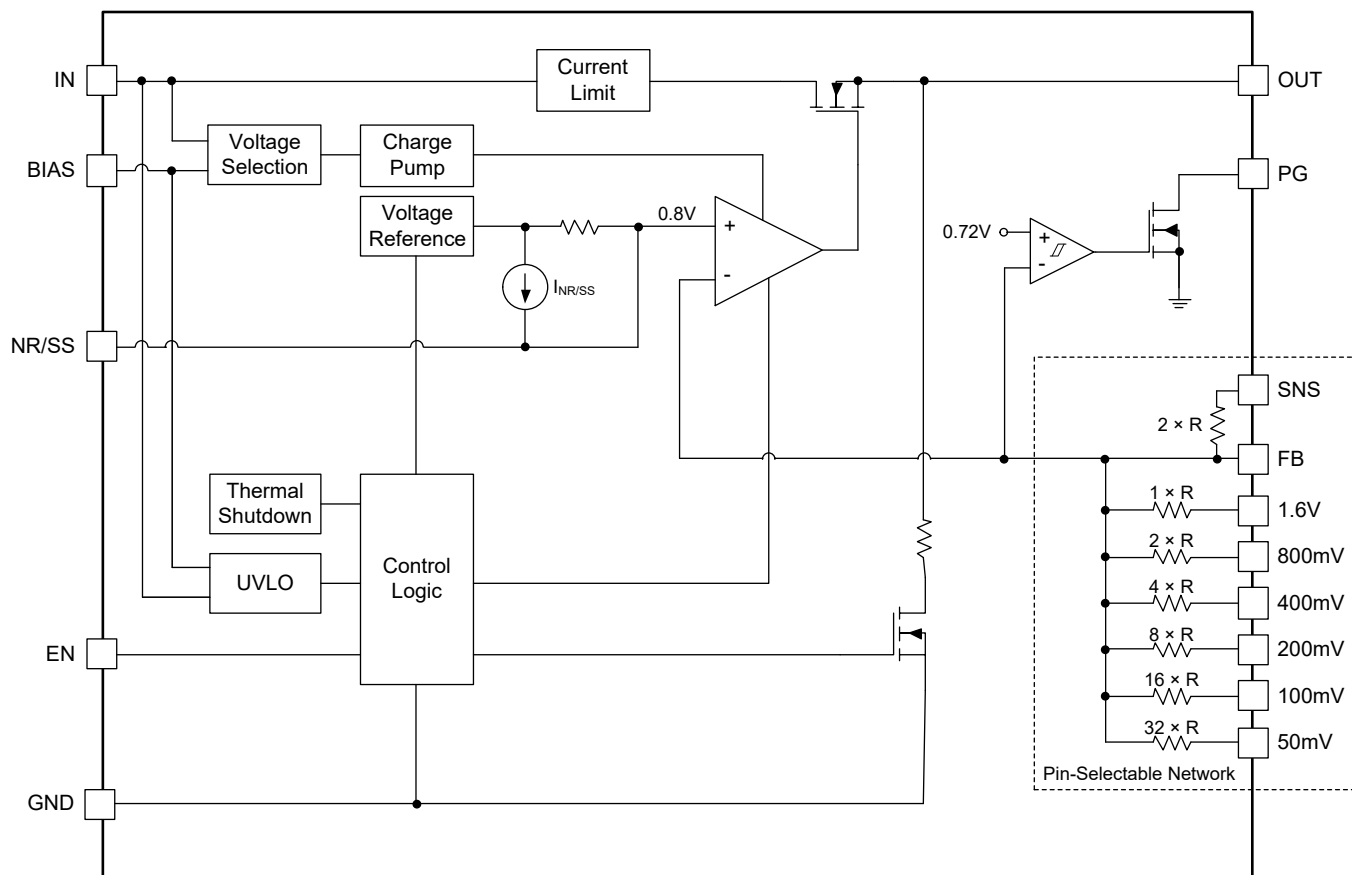 IN
Current
Limit
OUT
Voltage
Selection
Charge
Pump
BIAS
PG
Voltage
Reference
0.8V
+
-
0.72V
+
-
I_NR/SS
NR/SS
SNS
2 × R
FB
Thermal
Shutdown
1 × R
1.6V
Control
Logic
2 × R
800mV
UVLO
4 × R
400mV
EN
8 × R
200mV
16 × R
100mV
32 × R
50mV
Pin-Selectable Network
GND